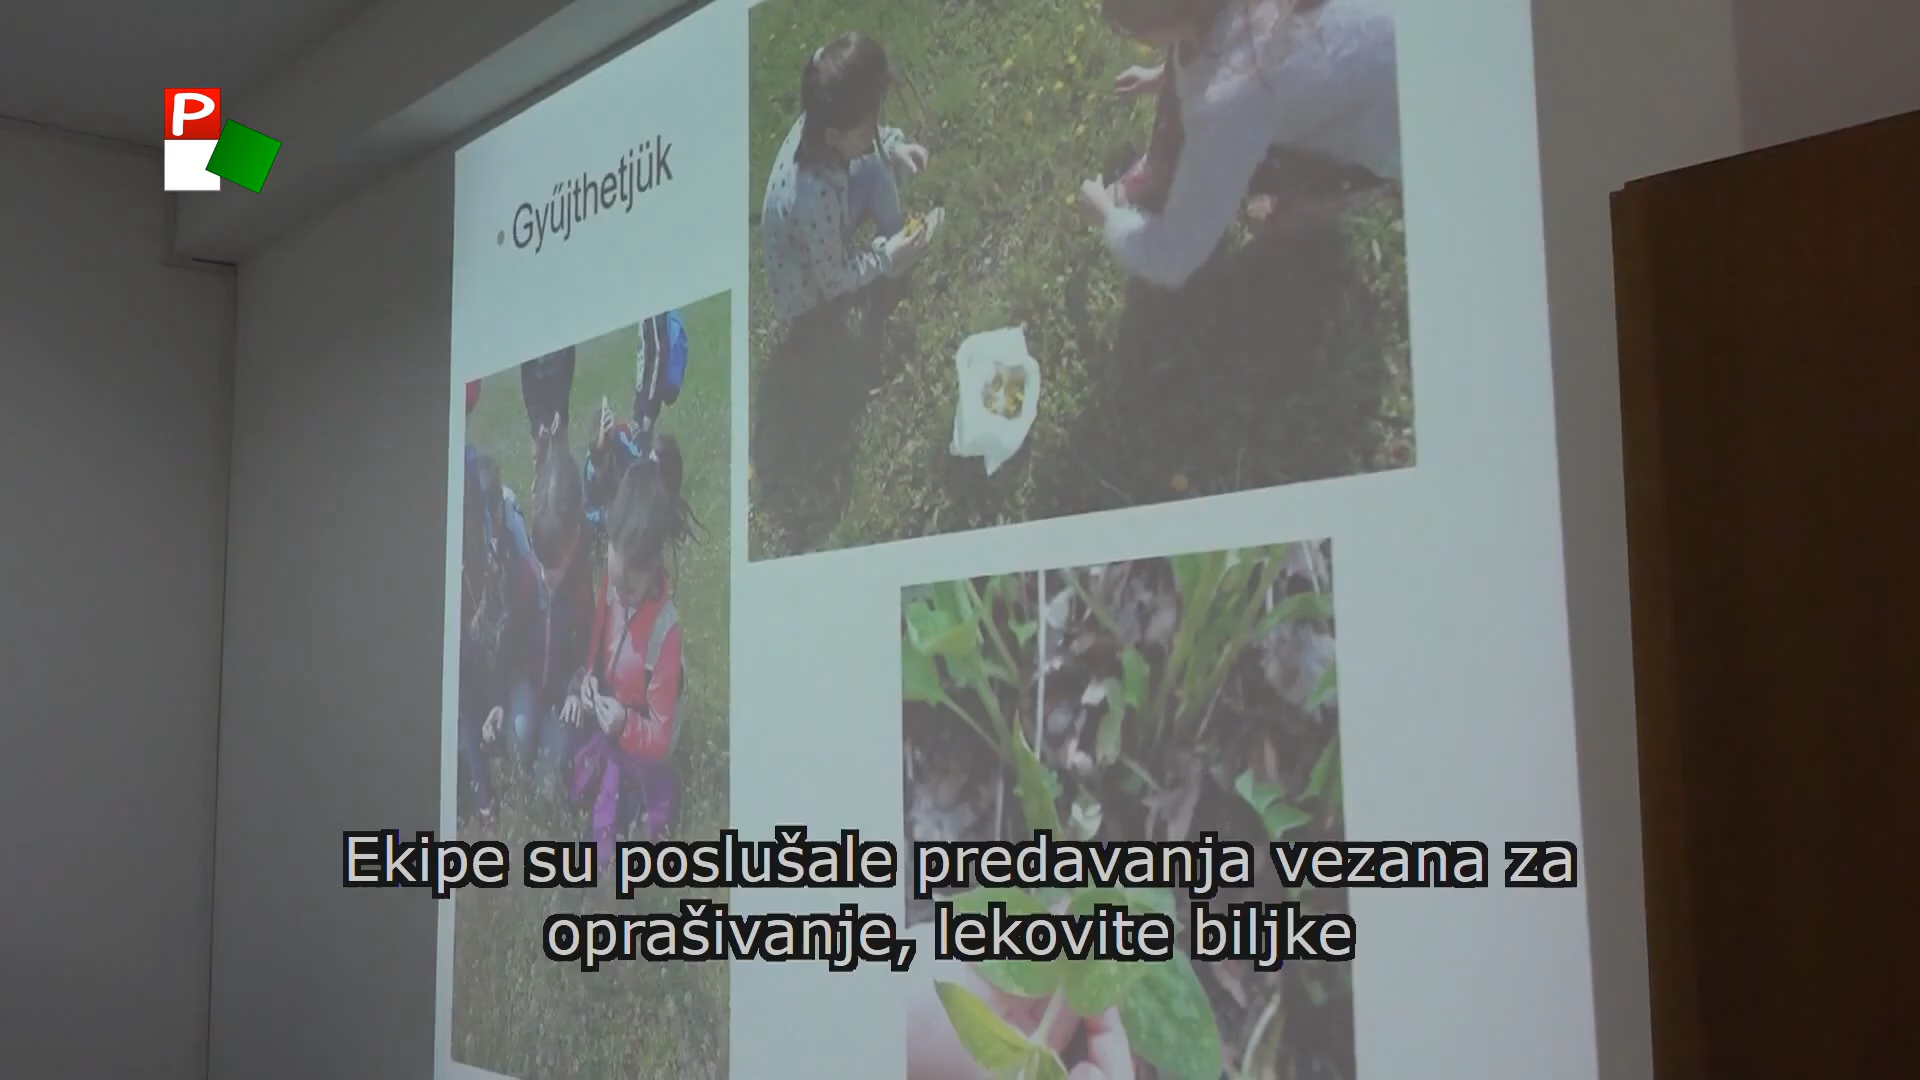 P
• Gyűjthetjük
Ekipe su poslušale predavanja vezana za
oprašivanje, lekovite biljke